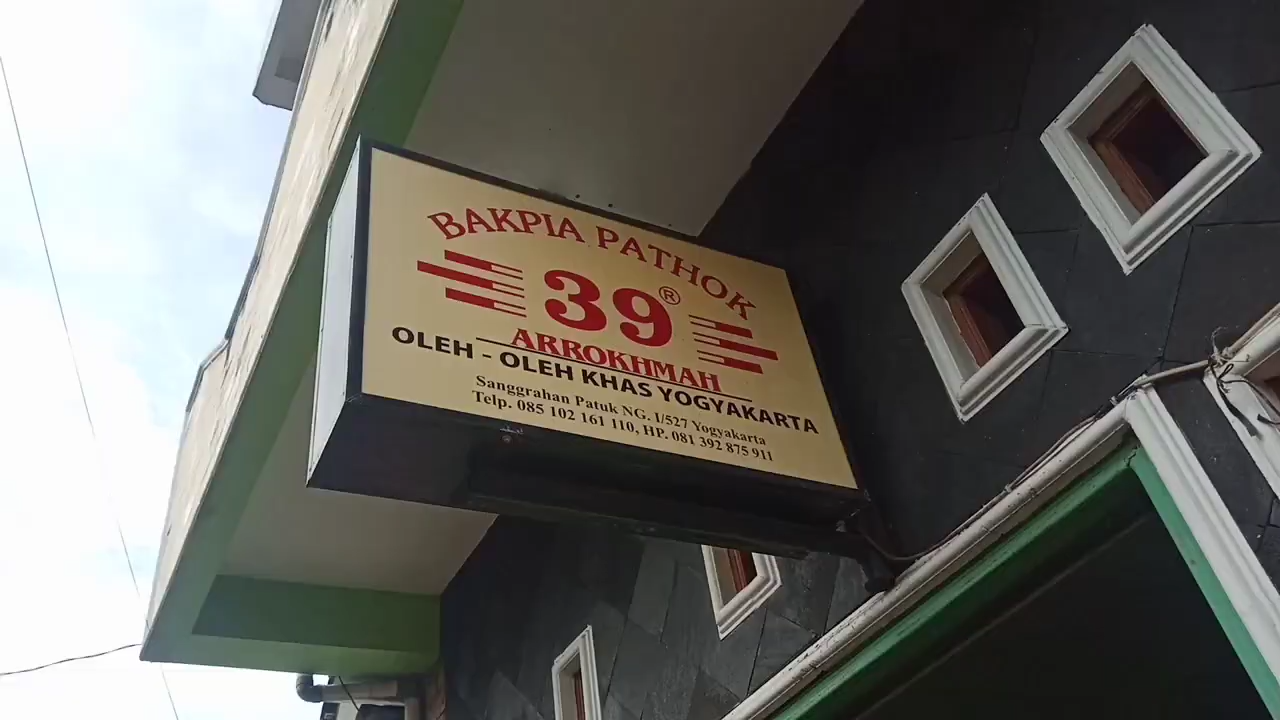 BAKPIA PATHOK
39®
ARROKHMAH
OLEH - OLEH KHAS YOGYAKARTA
Sanggrahan Patuk NG. I/527 Yogyakarta
Telp. 085 102 161 110, HP. 081 392 875 911